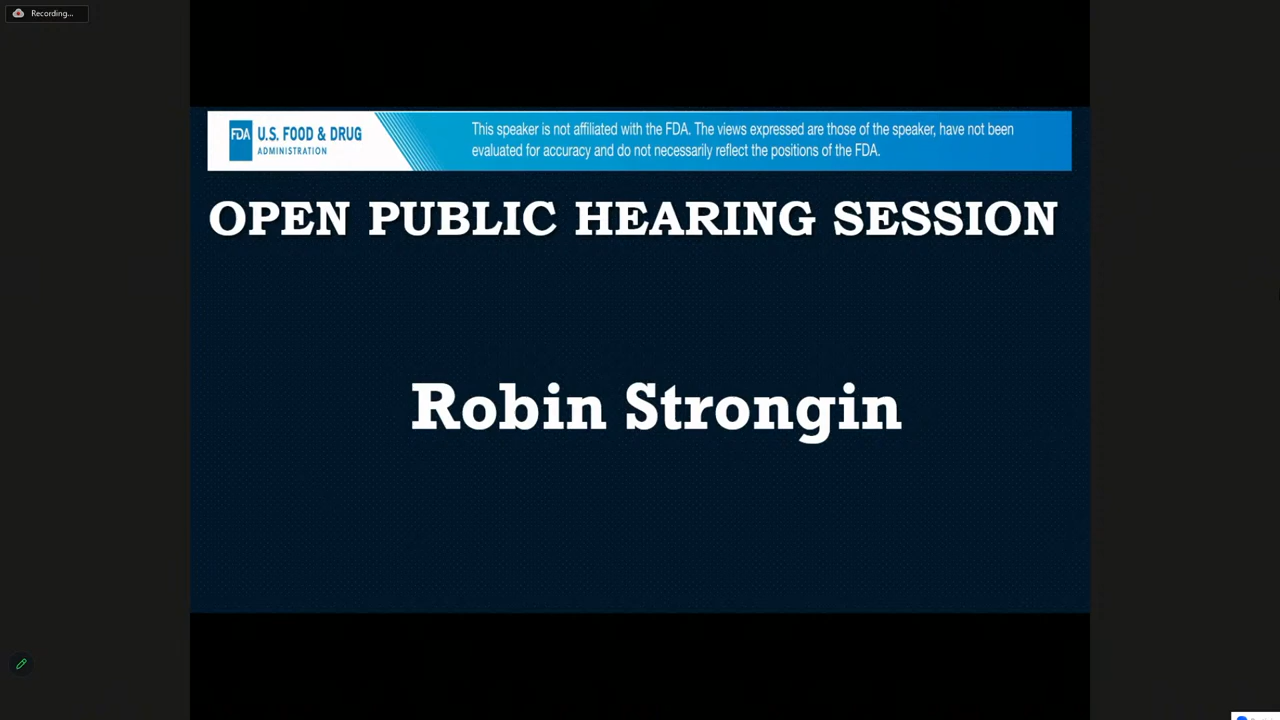 Recording...
FDA U.S. FOOD & DRUG
ADMINISTRATION
This speaker is not affiliated with the FDA. The views expressed are those of the speaker, have not been
evaluated for accuracy and do not necessarily reflect the positions of the FDA.
OPEN PUBLIC HEARING SESSION
Robin Strongin